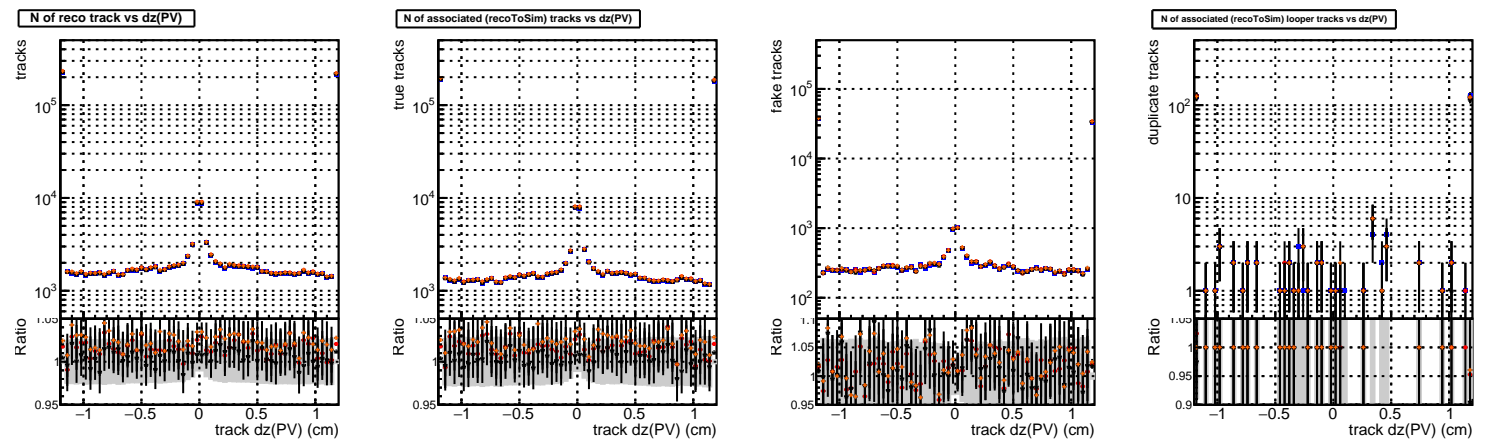 N of reco track vs dz(PV)
tracks
10^5
10^4
10^3
1.05
Ratio
1
0.95
−1 −0.5 0 0.5 1
track dz(PV) (cm)
N of associated (recoToSim) tracks vs dz(PV)
true tracks
10^5
10^4
10^3
1.05
Ratio
1
0.95
−1 −0.5 0 0.5 1
track dz(PV) (cm)
fake tracks
10^5
10^4
10^3
10^2
1.1
Ratio
1.05
1
0.95
−1 −0.5 0 0.5 1
track dz(PV) (cm)
N of associated (recoToSim) looper tracks vs dz(PV)
duplicate tracks
10^2
10
1
1.05
Ratio
1
0.95
0.9
−1 −0.5 0 0.5 1
track dz(PV) (cm)